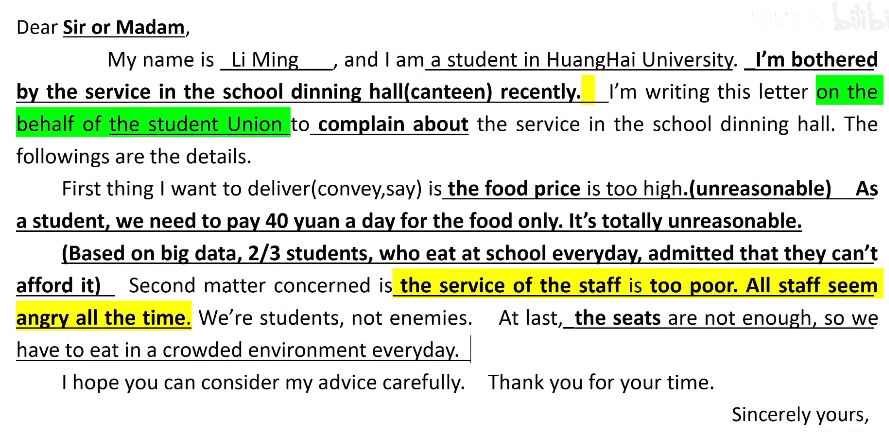 Dear Sir or Madam,
My name is _Li Ming___, and I am a student in HuangHai University. _I'm bothered
by the service in the school dinning hall(canteen) recently.__ I'm writing this letter on the
behalf of the student Union to complain about the service in the school dinning hall. The
followings are the details.
First thing I want to deliver(convey,say) is the food price is too high.(unreasonable) As
a student, we need to pay 40 yuan a day for the food only. It's totally unreasonable.
(Based on big data, 2/3 students, who eat at school everyday, admitted that they can't
afford it)_ Second matter concerned is the service of the staff is too poor. All staff seem
angry all the time. We're students, not enemies. At last,_the seats are not enough, so we
have to eat in a crowded environment everyday.
I hope you can consider my advice carefully. Thank you for your time.
Sincerely yours,